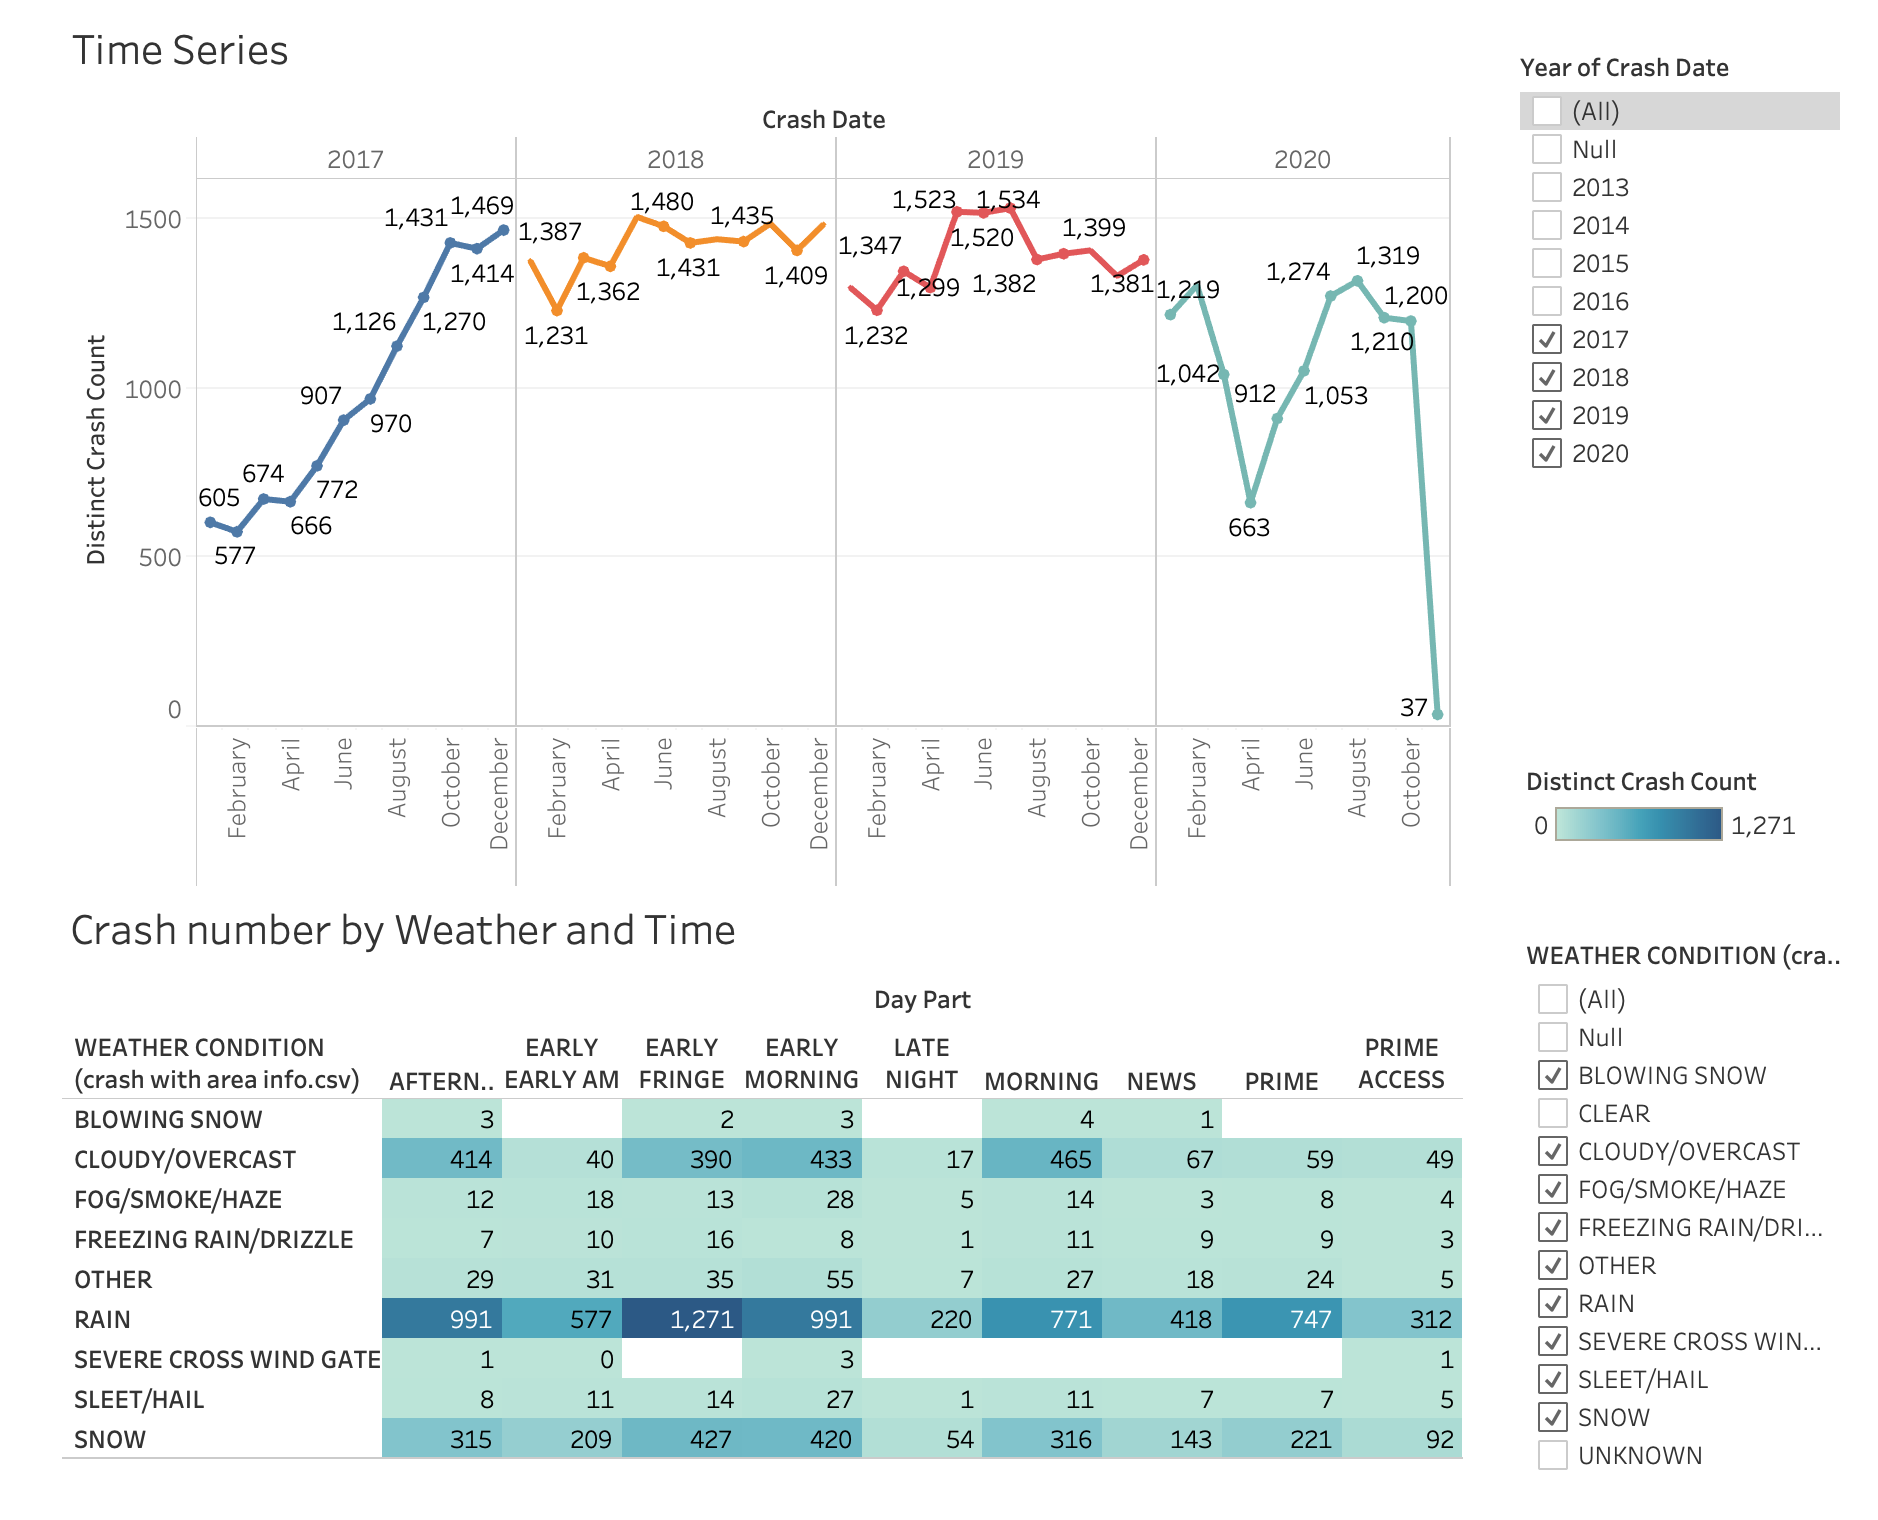 Time Series
Year of Crash Date
(All)
Null
2013
2014
2015
2016
2017
2018
2019
2020
Crash Date
2017 2018 2019 2020
Distinct Crash Count
1500
1000
500
0
605
577
674
666
772
907
970
1,126
1,270
1,431
1,414
1,469
1,387
1,231
1,362
1,480
1,431
1,435
1,409
1,347
1,232
1,299
1,523
1,520
1,534
1,382
1,399
1,381
1,219
1,042
663
912
1,053
1,274
1,319
1,210
1,200
37
February April June August October December February April June August October December February April June August October December February April June August October
Distinct Crash Count
0 1,271
Crash number by Weather and Time
Day Part
WEATHER CONDITION
(crash with area info.csv)
AFTERN..
EARLY
EARLY AM
EARLY
FRINGE
EARLY
MORNING
LATE
NIGHT
MORNING
NEWS
PRIME
PRIME
ACCESS
BLOWING SNOW 3 2 3 4 1
CLOUDY/OVERCAST 414 40 390 433 17 465 67 59 49
FOG/SMOKE/HAZE 12 18 13 28 5 14 3 8 4
FREEZING RAIN/DRIZZLE 7 10 16 8 1 11 9 9 3
OTHER 29 31 35 55 7 27 18 24 5
RAIN 991 577 1,271 991 220 771 418 747 312
SEVERE CROSS WIND GATE 1 0 3 1
SLEET/HAIL 8 11 14 27 1 11 7 7 5
SNOW 315 209 427 420 54 316 143 221 92
WEATHER CONDITION (cra..
(All)
Null
BLOWING SNOW
CLEAR
CLOUDY/OVERCAST
FOG/SMOKE/HAZE
FREEZING RAIN/DRI...
OTHER
RAIN
SEVERE CROSS WIN...
SLEET/HAIL
SNOW
UNKNOWN